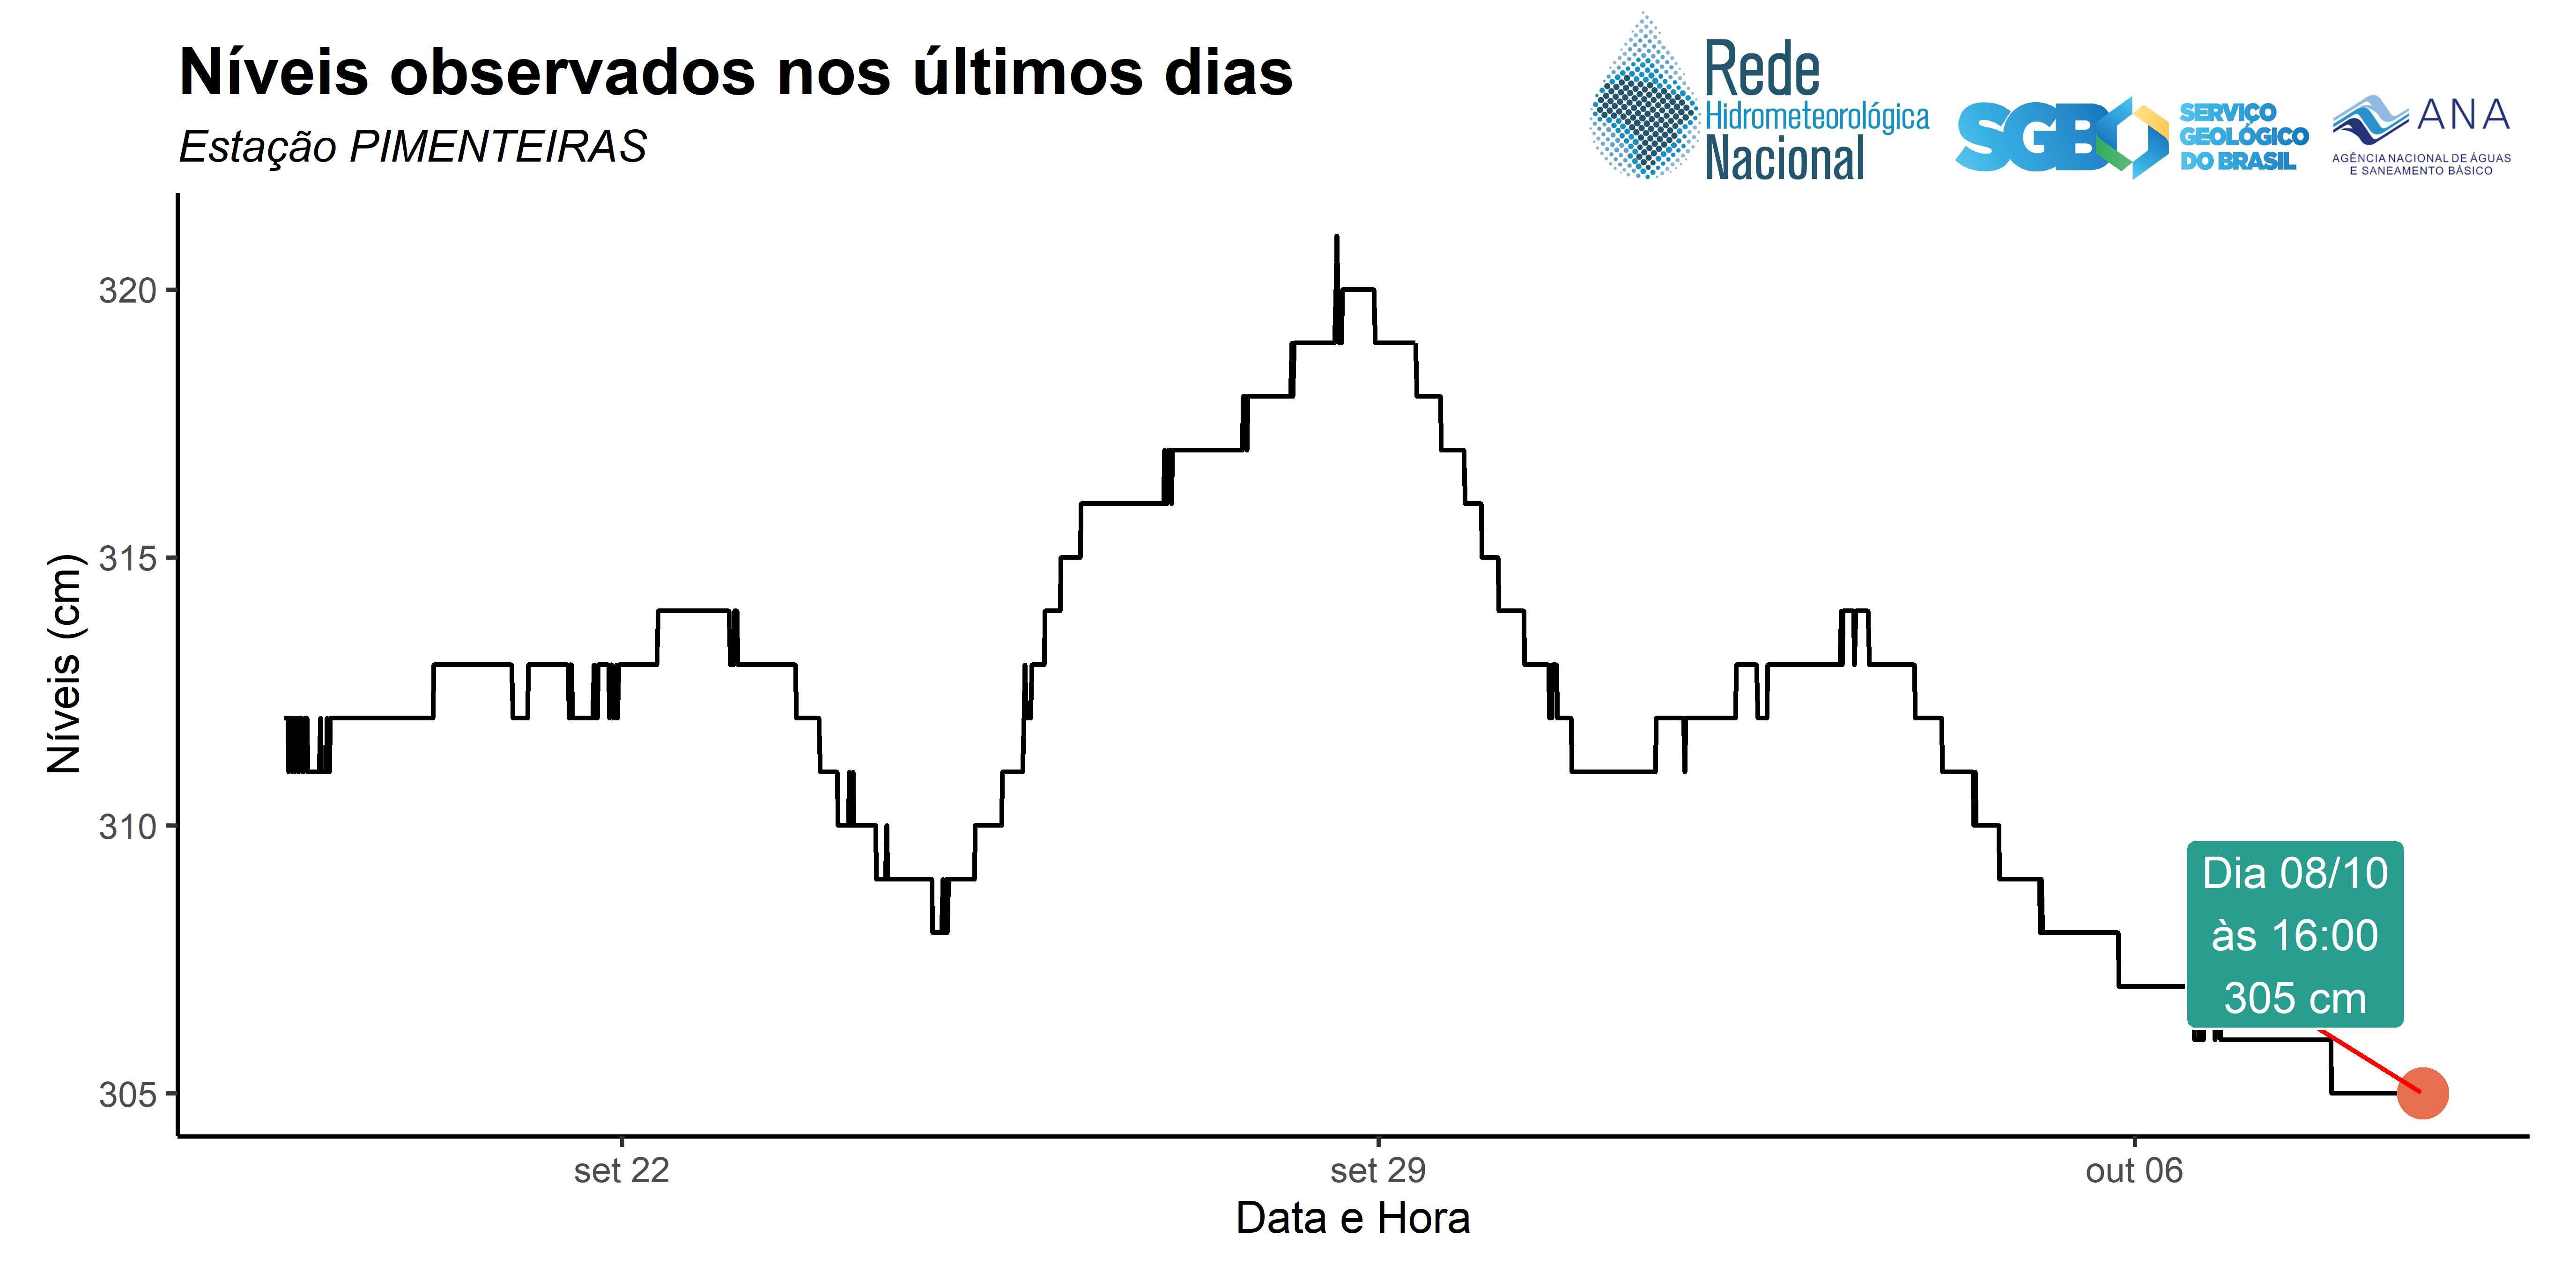 Níveis observados nos últimos dias
Estação PIMENTEIRAS
Rede
Hidrometeorológica
Nacional
SGB
SERVIÇO
GEOLÓGICO
DO BRASIL
ANA
AGÊNCIA NACIONAL DE ÁGUAS
E SANEAMENTO BÁSICO
Níveis (cm)
320
315
310
305
Dia 08/10
às 16:00
305 cm
set 22
set 29
out 06
Data e Hora